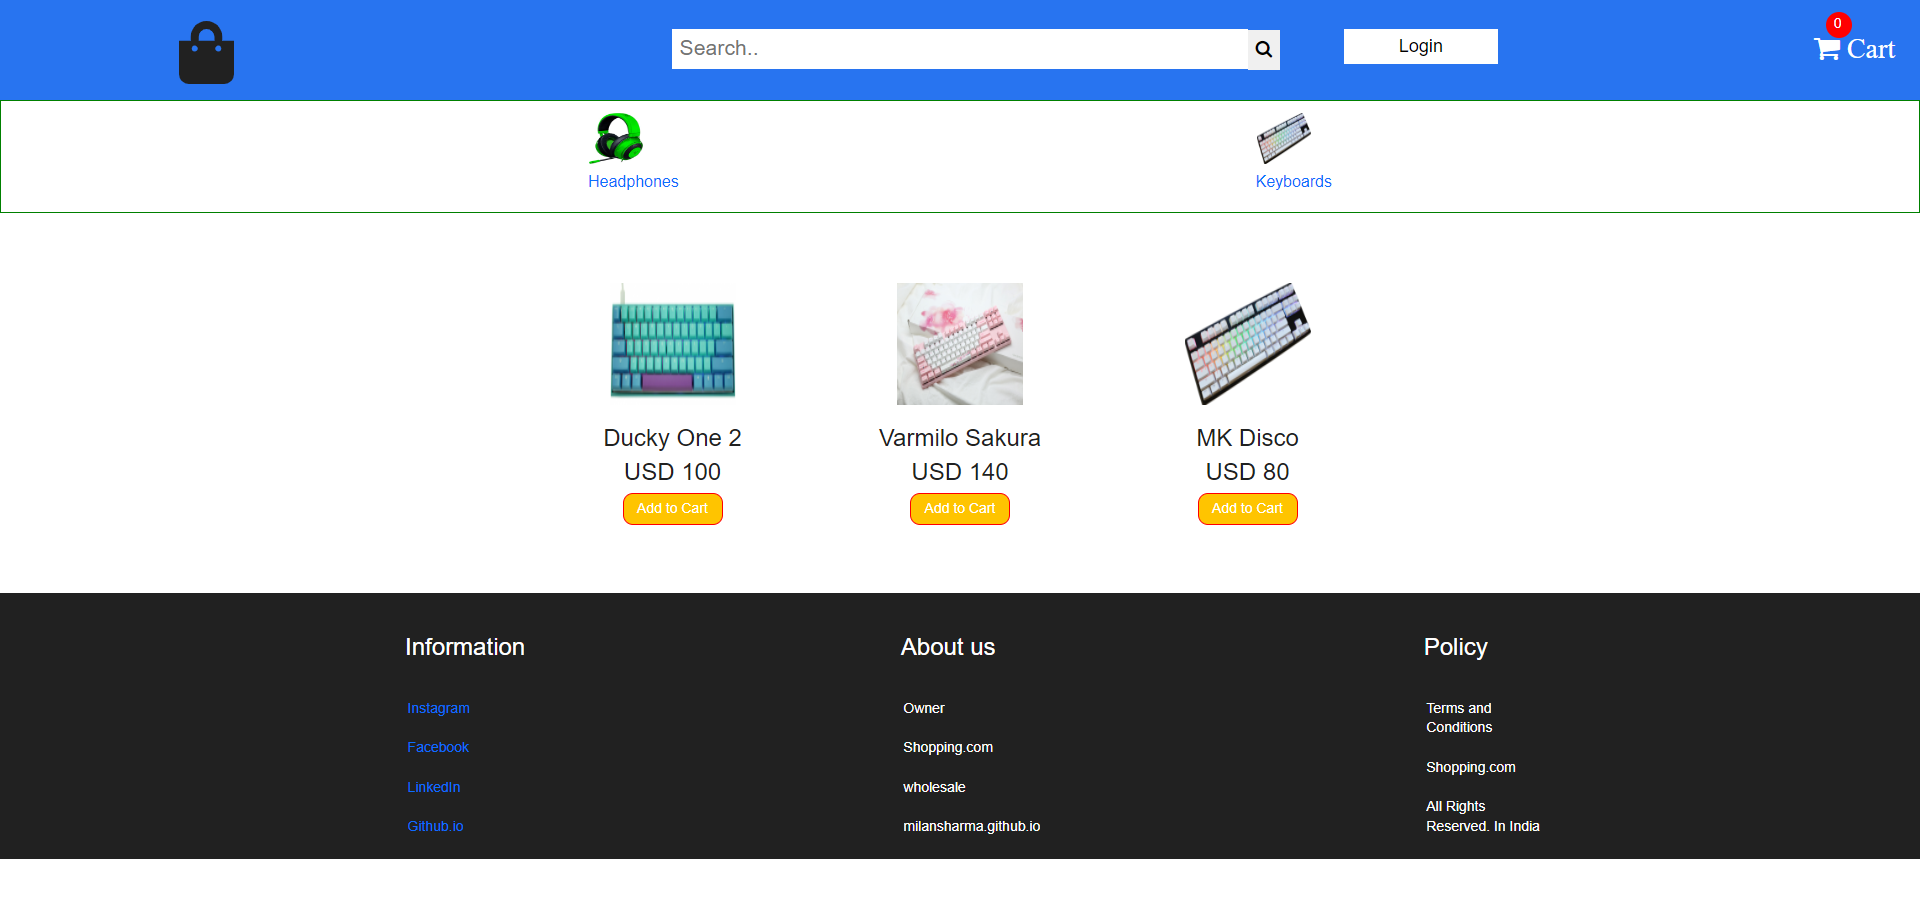 Search..
Login
0
Cart
Headphones
Keyboards
Ducky One 2
USD 100
Add to Cart
Varmilo Sakura
USD 140
Add to Cart
MK Disco
USD 80
Add to Cart
Information
Instagram
Facebook
LinkedIn
Github.io
About us
Owner
Shopping.com
wholesale
milansharma.github.io
Policy
Terms and
Conditions
Shopping.com
All Rights
Reserved. In India